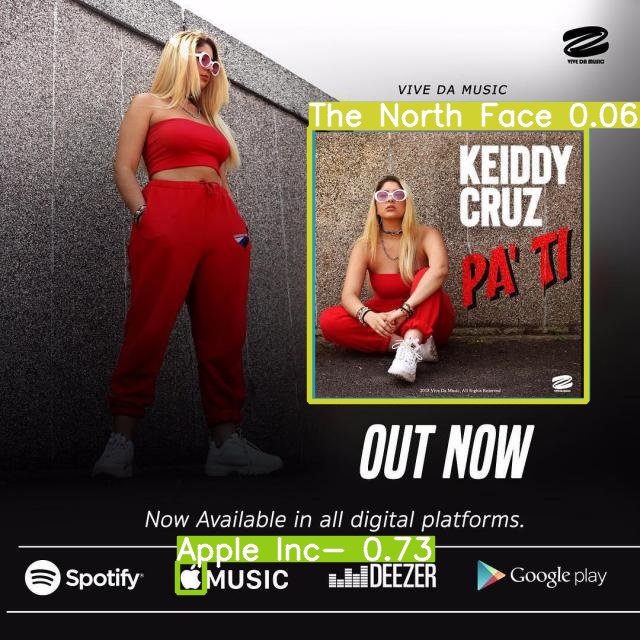 VIVE DA MUSIC
VIVE DA MUSIC
The North Face 0.06
KEIDDY
CRUZ
PA' TI
2018 Vive Da Music, All Rights Reserved
OUT NOW
Now Available in all digital platforms.
Apple Inc- 0.73
Spotify MUSIC DEEZER Google play